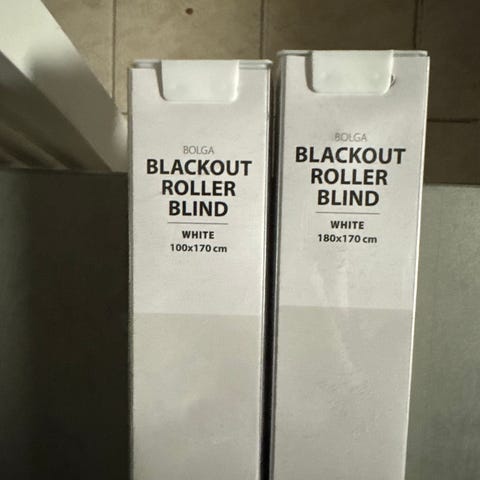 BOLGA
BLACKOUT
ROLLER
BLIND
WHITE
100x170 cm
BOLGA
BLACKOUT
ROLLER
BLIND
WHITE
180x170 cm